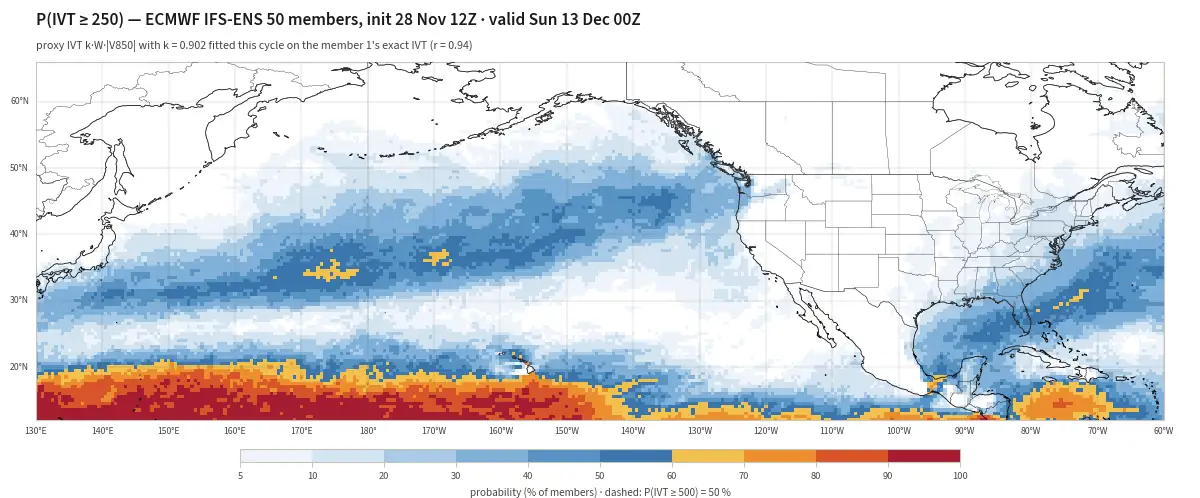 P(IVT ≥ 250) — ECMWF IFS-ENS 50 members, init 28 Nov 12Z · valid Sun 13 Dec 00Z
proxy IVT k·W·|V850| with k = 0.902 fitted this cycle on the member 1's exact IVT (r = 0.94)
60°N
50°N
40°N
30°N
20°N
130°E 140°E 150°E 160°E 170°E 180° 170°W 160°W 150°W 140°W 130°W 120°W 110°W 100°W 90°W 80°W 70°W 60°W
5 10 20 30 40 50 60 70 80 90 100
probability (% of members) · dashed: P(IVT ≥ 500) = 50 %